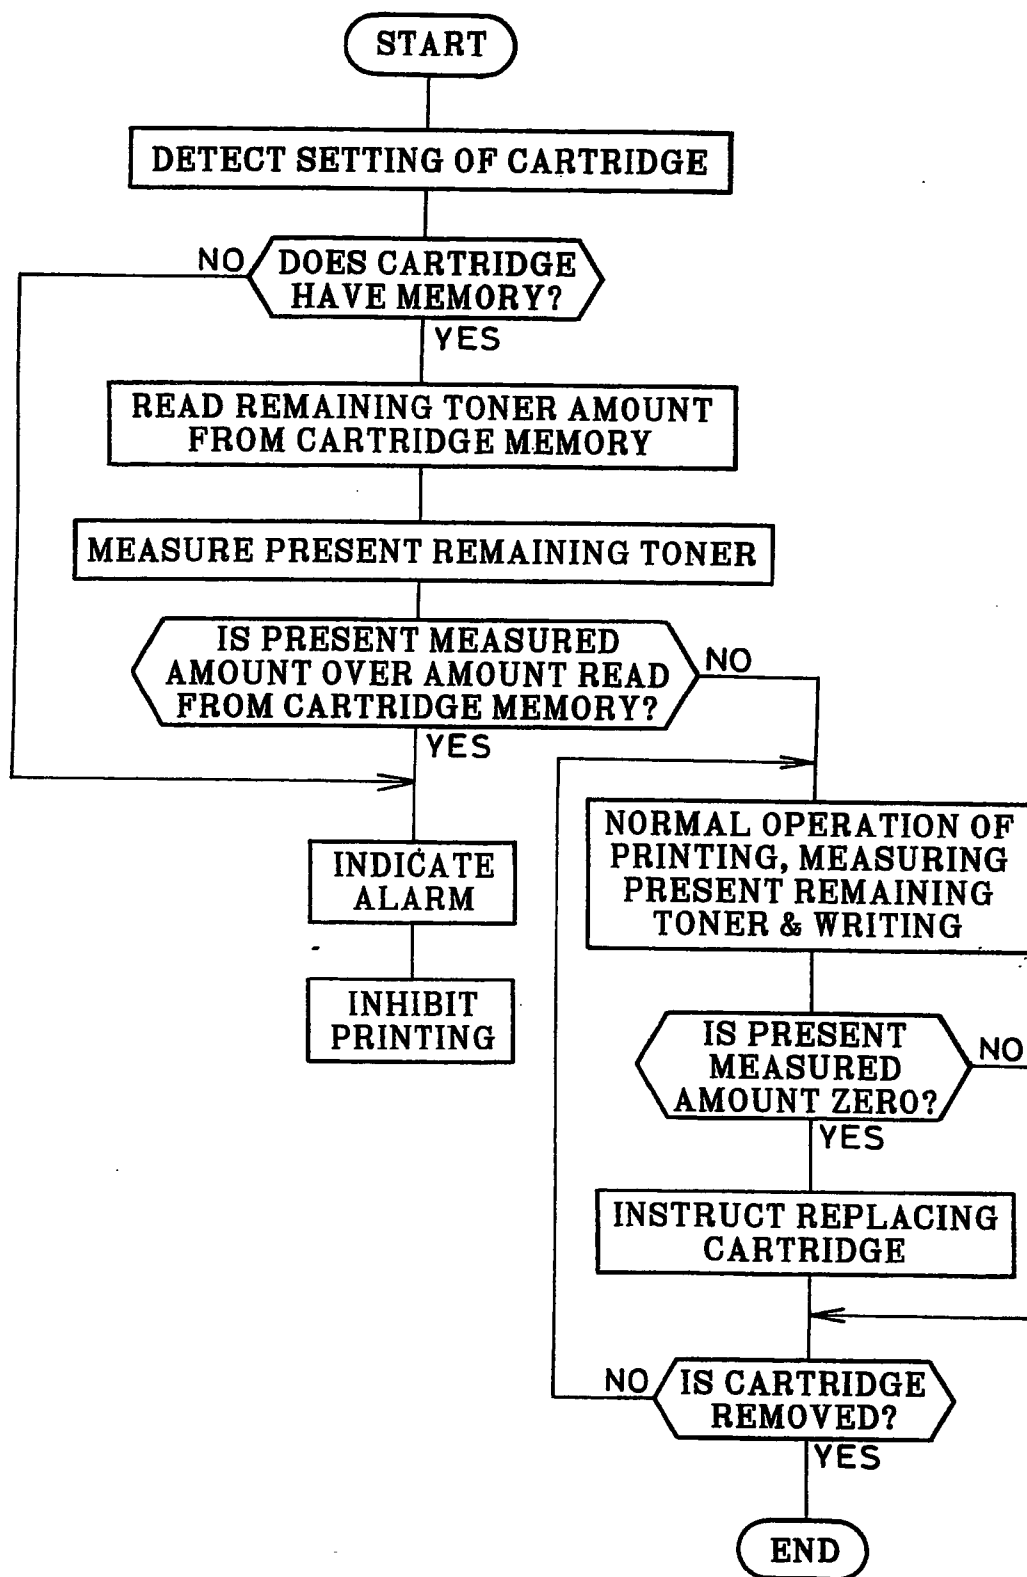 START
DETECT SETTING OF CARTRIDGE
NO
DOES CARTRIDGE
HAVE MEMORY?
YES
READ REMAINING TONER AMOUNT
FROM CARTRIDGE MEMORY
MEASURE PRESENT REMAINING TONER
IS PRESENT MEASURED
AMOUNT OVER AMOUNT READ
FROM CARTRIDGE MEMORY?
NO
YES
INDICATE
ALARM
INHIBIT
PRINTING
NORMAL OPERATION OF
PRINTING, MEASURING
PRESENT REMAINING
TONER & WRITING
IS PRESENT
MEASURED
AMOUNT ZERO?
NO
YES
INSTRUCT REPLACING
CARTRIDGE
NO
IS CARTRIDGE
REMOVED?
YES
END